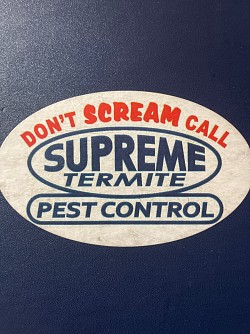 DON'T SCREAM CALL
SUPREME
TERMITE
PEST CONTROL